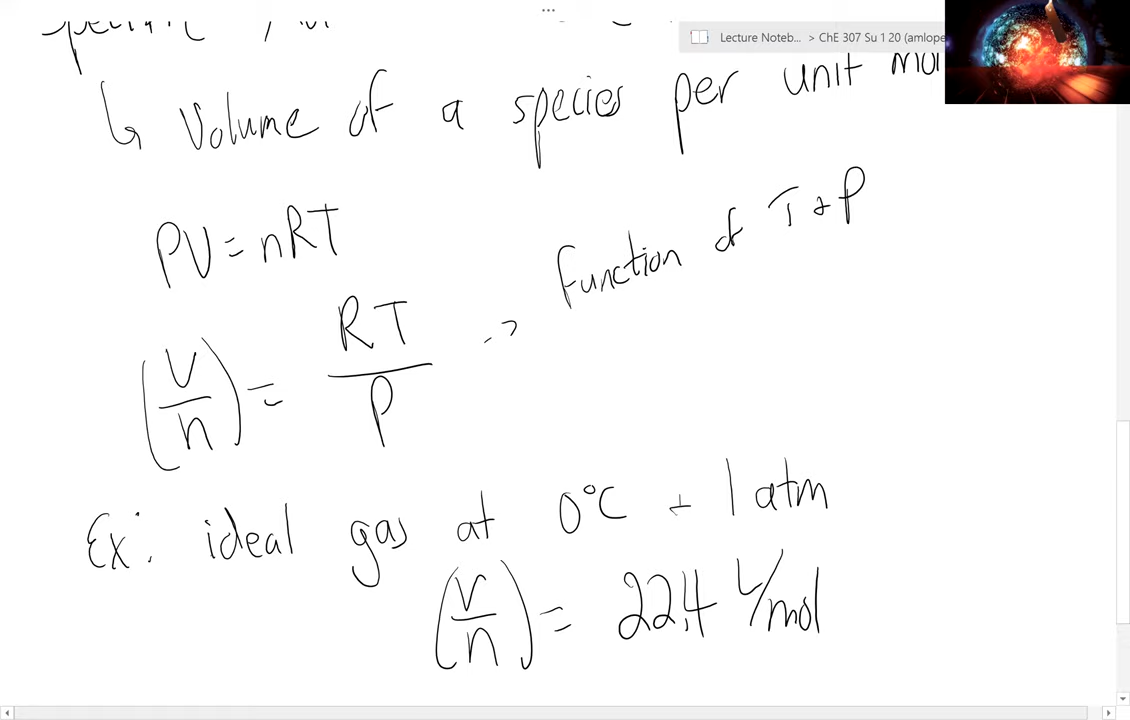 Lecture Noteb... > ChE 307 Su 1 20 (amlope
↳ Volume of a species per unit mol
PV = nRT
(V/n) = RT/P -> function of T + P
Ex: ideal gas at 0°C + 1 atm
(V/n) = 22.4 L/mol